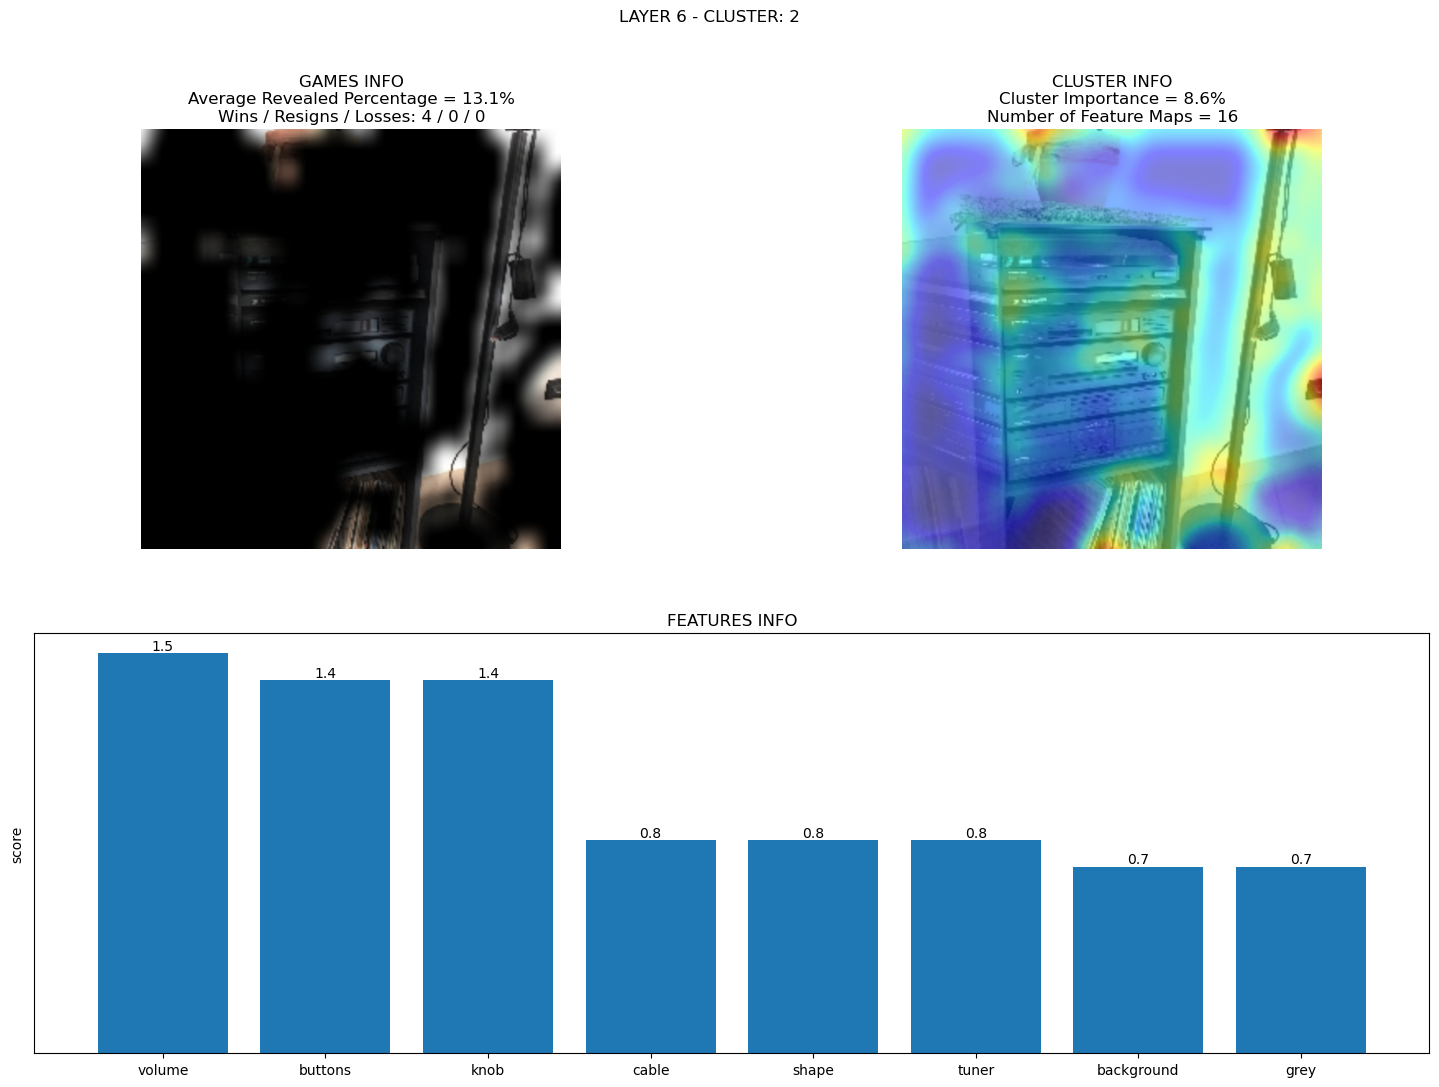 LAYER 6 - CLUSTER: 2
GAMES INFO
Average Revealed Percentage = 13.1%
Wins / Resigns / Losses: 4 / 0 / 0
CLUSTER INFO
Cluster Importance = 8.6%
Number of Feature Maps = 16
FEATURES INFO
score
1.5
1.4
1.4
0.8
0.8
0.8
0.7
0.7
volume
buttons
knob
cable
shape
tuner
background
grey